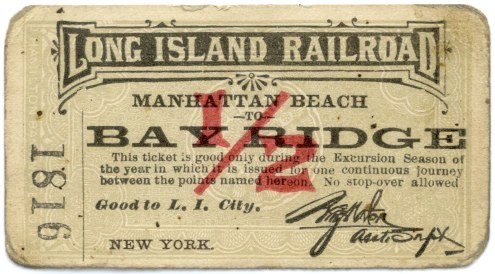 LONG ISLAND RAILROAD
MANHATTAN BEACH
—TO—
BAY RIDGE
1/2
This ticket is good only during the Excursion Season of
the year in which it is issued for one continuous journey
between the points named hereon. No stop-over allowed
Good to L. I. City.
Asst. Supt
NEW YORK.
1816